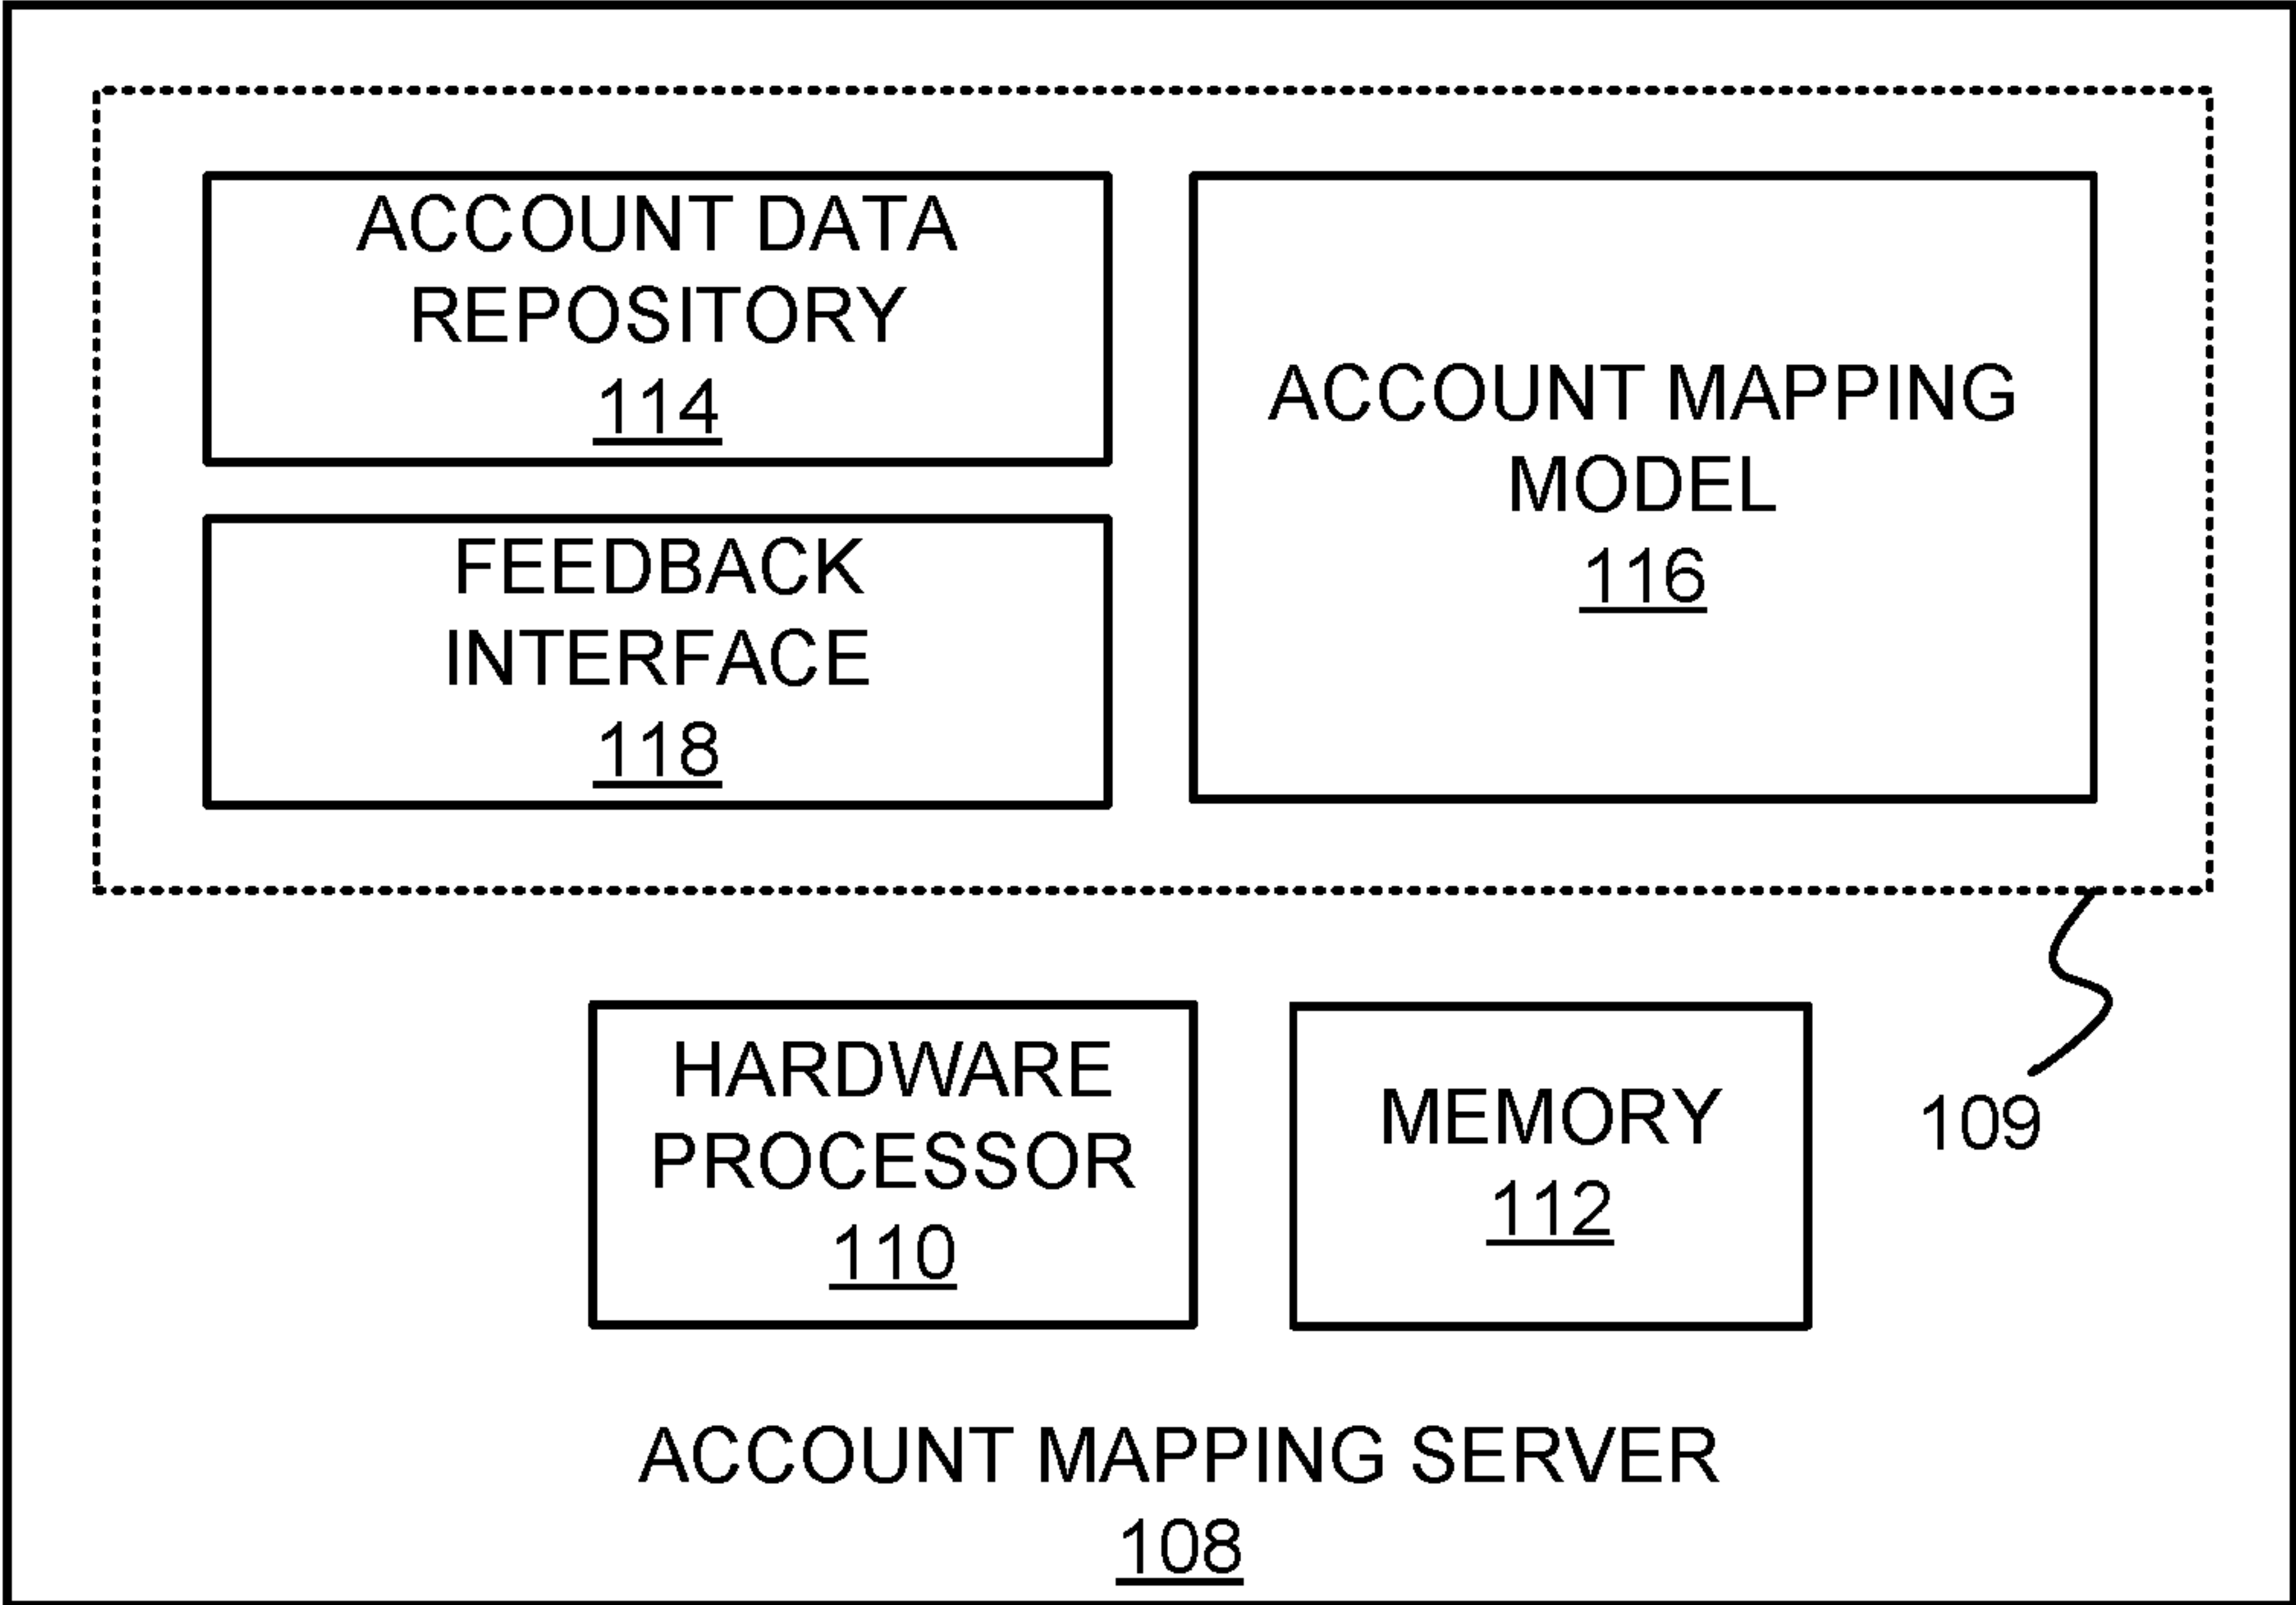 ACCOUNT DATA
REPOSITORY
114
FEEDBACK
INTERFACE
118
ACCOUNT MAPPING
MODEL
116
HARDWARE
PROCESSOR
110
MEMORY
112
109
ACCOUNT MAPPING SERVER
108